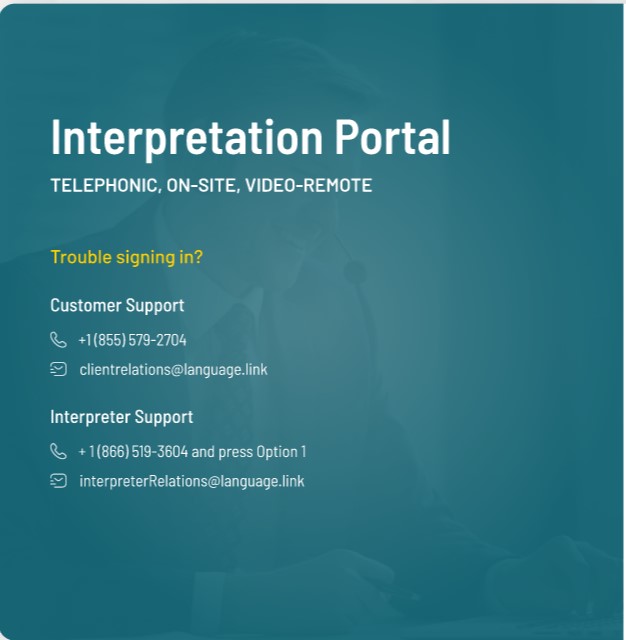 Interpretation Portal
TELEPHONIC, ON-SITE, VIDEO-REMOTE
Trouble signing in?
Customer Support
+1 (855) 579-2704
clientrelations@language.link
Interpreter Support
+ 1 (866) 519-3604 and press Option 1
interpreterRelations@language.link